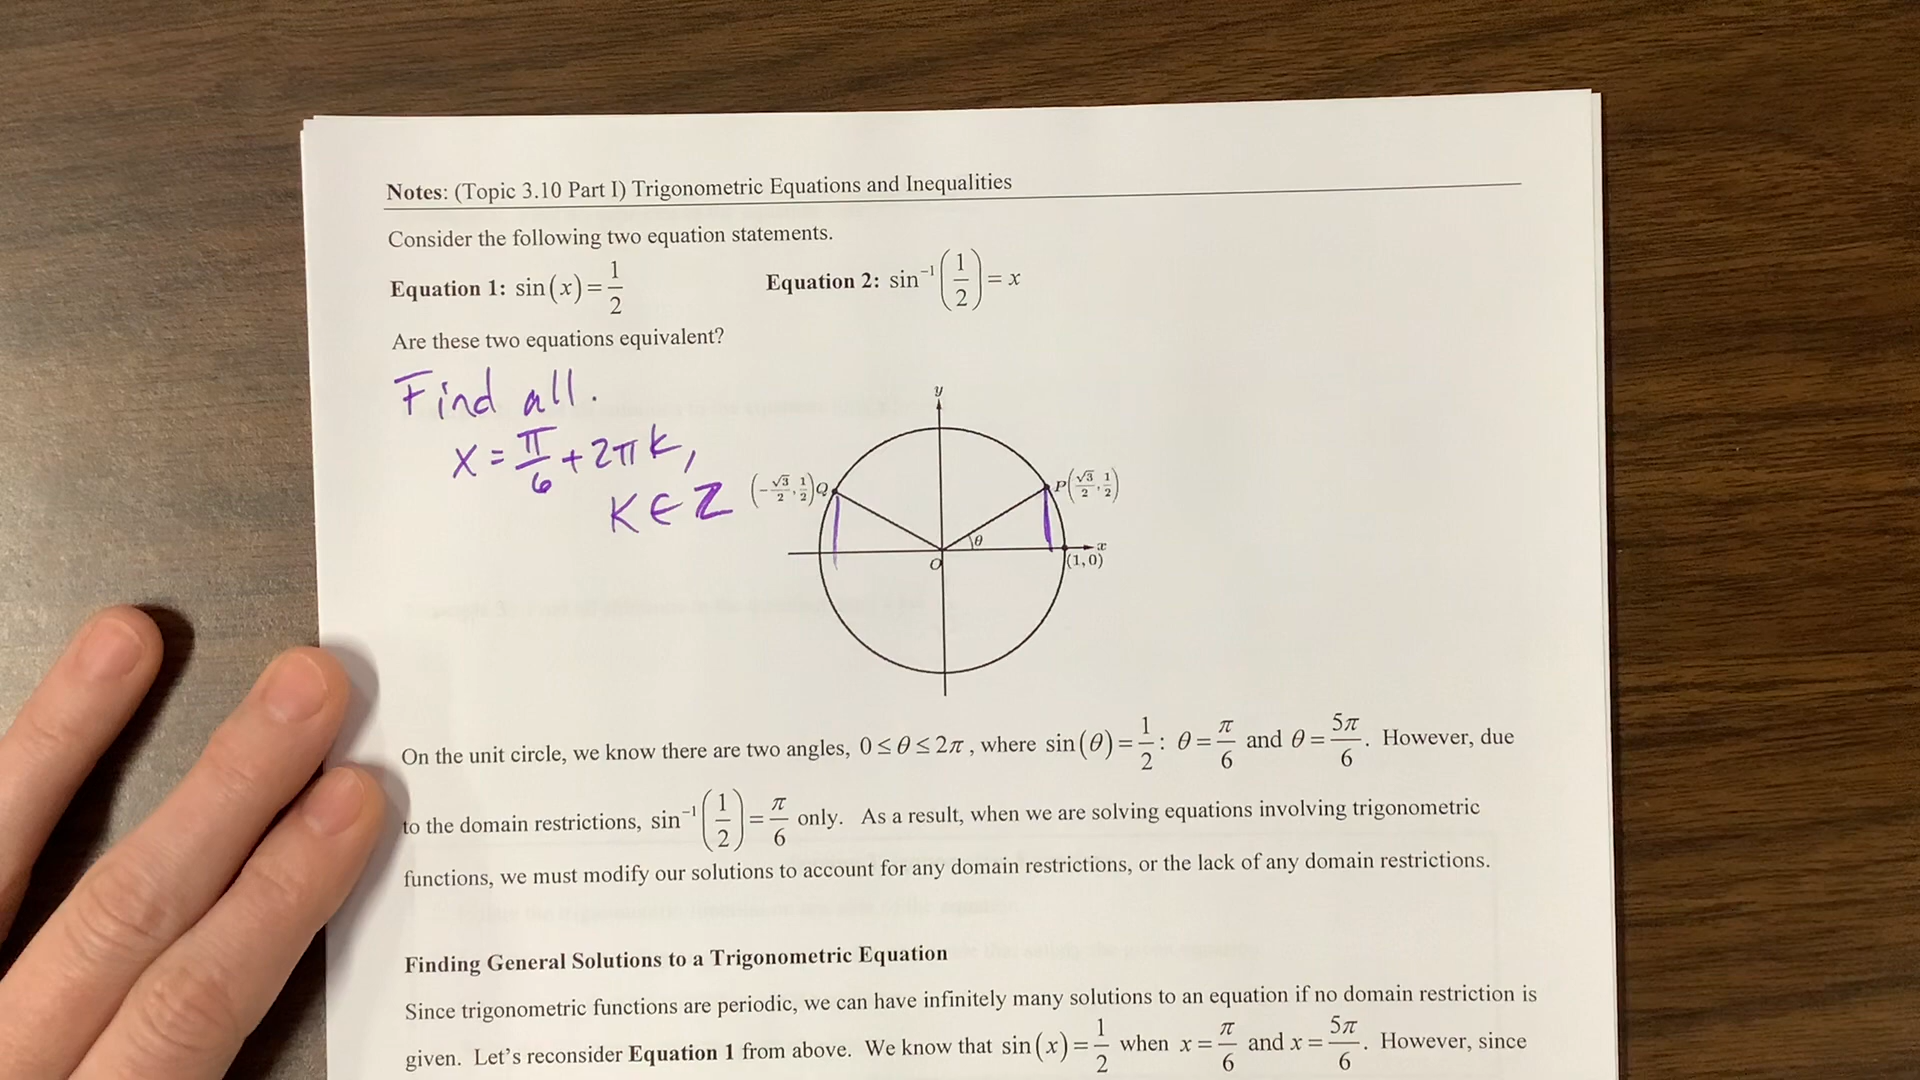 Notes: (Topic 3.10 Part I) Trigonometric Equations and Inequalities
Consider the following two equation statements.
Equation 1: sin(x) = 1/2
Equation 2: sin⁻¹(1/2) = x
Are these two equations equivalent?
Find all.
x = π/6 + 2πk,
K ∈ Z
y
(-√3/2, 1/2) Q
P(√3/2, 1/2)
θ
x
O
(1, 0)
On the unit circle, we know there are two angles, 0 ≤ θ ≤ 2π, where sin(θ) = 1/2: θ = π/6 and θ = 5π/6. However, due
to the domain restrictions, sin⁻¹(1/2) = π/6 only. As a result, when we are solving equations involving trigonometric
functions, we must modify our solutions to account for any domain restrictions, or the lack of any domain restrictions.
Finding General Solutions to a Trigonometric Equation
Since trigonometric functions are periodic, we can have infinitely many solutions to an equation if no domain restriction is
given. Let's reconsider Equation 1 from above. We know that sin(x) = 1/2 when x = π/6 and x = 5π/6. However, since